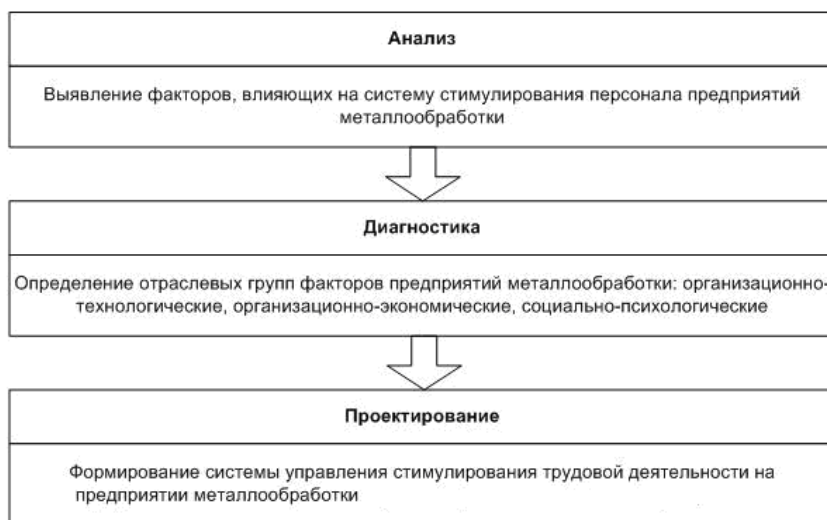 Анализ
Выявление факторов, влияющих на систему стимулирования персонала предприятий
металлообработки
Диагностика
Определение отраслевых групп факторов предприятий металлообработки: организационно-
технологические, организационно-экономические, социально-психологические
Проектирование
Формирование системы управления стимулирования трудовой деятельности на
предприятии металлообработки